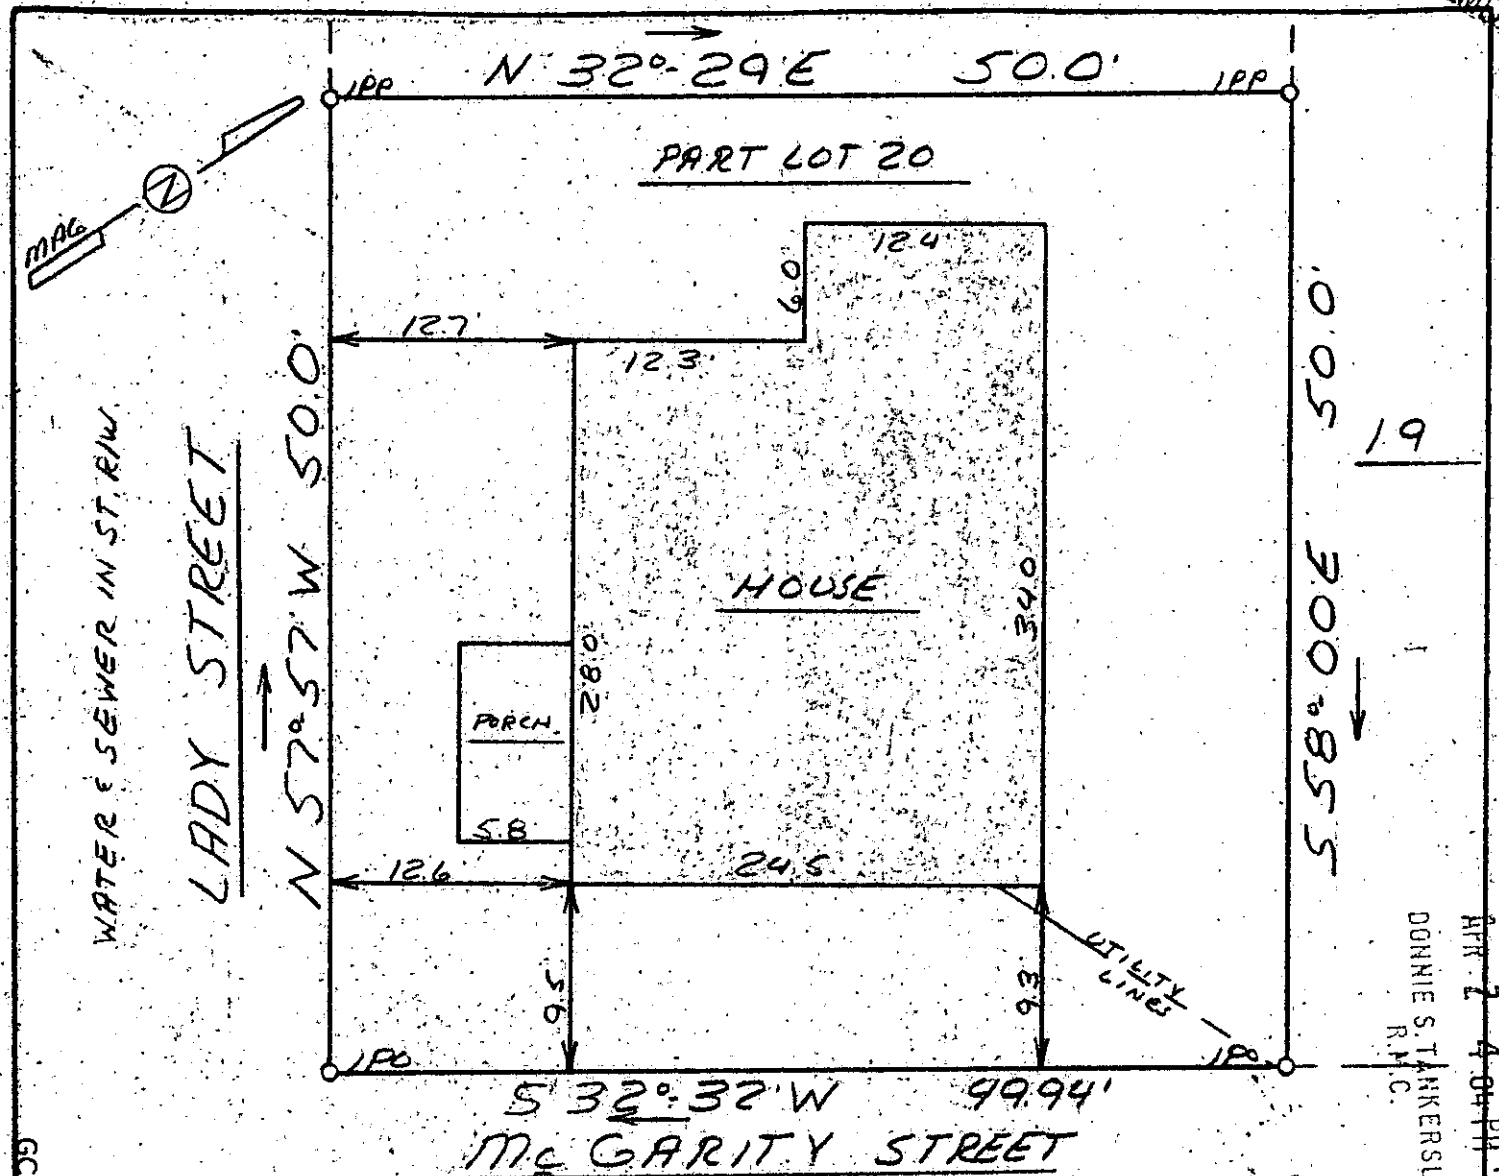 N 32°-29'E 50.0'
IPP
IPP
MAG
N
PART LOT 20
12.4
6.0
12.7'
12.3'
WATER & SEWER IN ST. R/W.
LADY STREET
N 57°-57' W 50.0'
HOUSE
28.0'
34.0
PORCH
5.8
12.6
24.5
9.5
9.3
UTILITY
LINES
S 58°-00'E 50.0'
19
IPO
IPO
S 32°-32' W 99.94'
Mc GARITY STREET
DONNIE S. TANKERSL
R.M.C.
GC